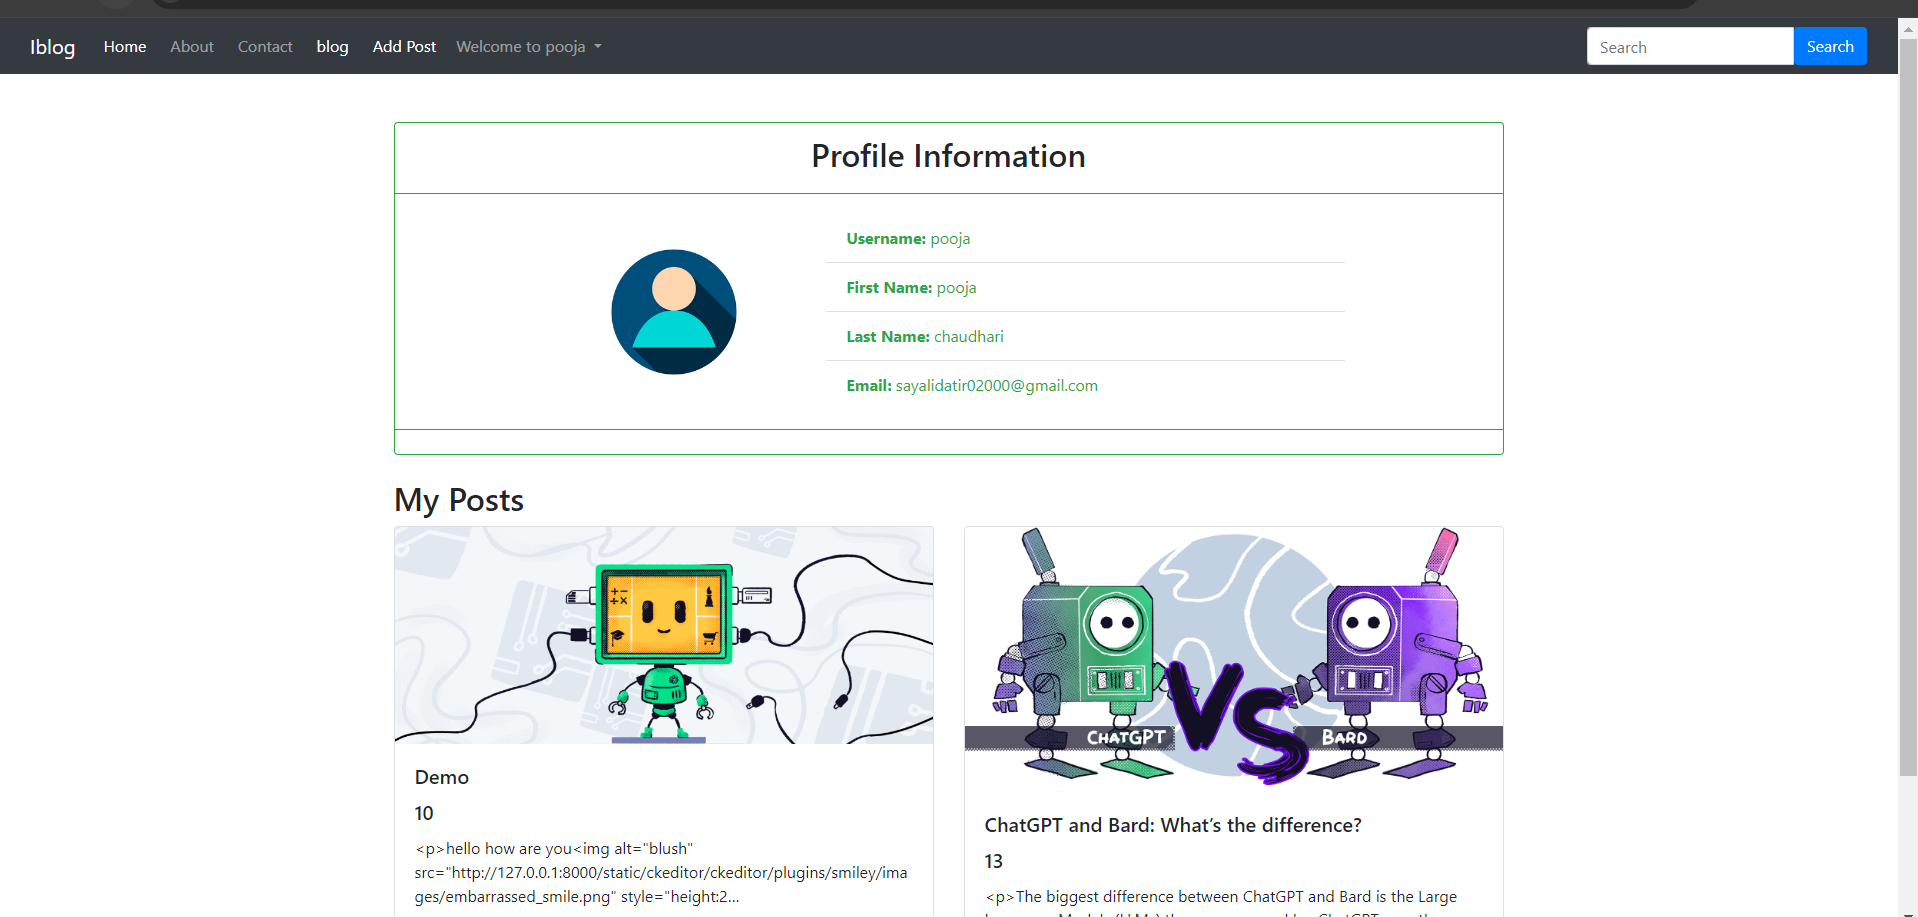 Iblog Home About Contact blog Add Post Welcome to pooja Search Search
Profile Information
Username: pooja
First Name: pooja
Last Name: chaudhari
Email: sayalidatir02000@gmail.com
My Posts
VS
CHATGPT BARD
Demo
10
<p>hello how are you<img alt="blush"
src="http://127.0.0.1:8000/static/ckeditor/ckeditor/plugins/smiley/ima
ges/embarrassed_smile.png" style="height:2...
ChatGPT and Bard: What’s the difference?
13
<p>The biggest difference between ChatGPT and Bard is the Large